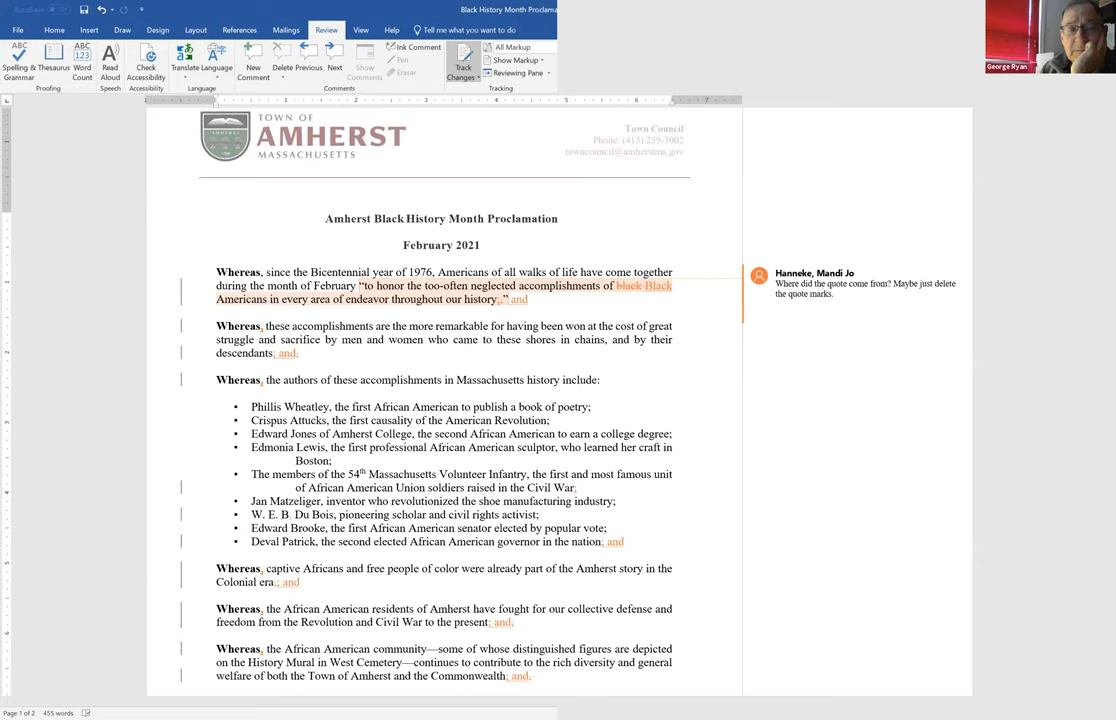 AutoSave
Black History Month Proclama
File Home Insert Draw Design Layout References Mailings Review View Help Tell me what you want to do
Spelling & Grammar Thesaurus Word Count Read Aloud Check Accessibility Translate Language New Comment Delete Previous Next Show Comments Ink Comment Pen Eraser Track Changes All Markup Show Markup Reviewing Pane
Proofing Speech Accessibility Language Comments Tracking
George Ryan
1 2 3 4 5 6 7
TOWN OF
AMHERST
MASSACHUSETTS
Town Council
Phone: (413) 259-3002
towncouncil@amherstma.gov
Amherst Black History Month Proclamation
February 2021
Whereas, since the Bicentennial year of 1976, Americans of all walks of life have come together
during the month of February “to honor the too-often neglected accomplishments of black Black
Americans in every area of endeavor throughout our history;.” and
Whereas, these accomplishments are the more remarkable for having been won at the cost of great
struggle and sacrifice by men and women who came to these shores in chains, and by their
descendants; and.
Whereas, the authors of these accomplishments in Massachusetts history include:
• Phillis Wheatley, the first African American to publish a book of poetry;
• Crispus Attucks, the first causality of the American Revolution;
• Edward Jones of Amherst College, the second African American to earn a college degree;
• Edmonia Lewis, the first professional African American sculptor, who learned her craft in
Boston;
• The members of the 54th Massachusetts Volunteer Infantry, the first and most famous unit
of African American Union soldiers raised in the Civil War;
• Jan Matzeliger, inventor who revolutionized the shoe manufacturing industry;
• W. E. B. Du Bois, pioneering scholar and civil rights activist;
• Edward Brooke, the first African American senator elected by popular vote;
• Deval Patrick, the second elected African American governor in the nation; and
Whereas, captive Africans and free people of color were already part of the Amherst story in the
Colonial era.; and
Whereas, the African American residents of Amherst have fought for our collective defense and
freedom from the Revolution and Civil War to the present; and.
Whereas, the African American community—some of whose distinguished figures are depicted
on the History Mural in West Cemetery—continues to contribute to the rich diversity and general
welfare of both the Town of Amherst and the Commonwealth; and.
Hanneke, Mandi Jo
Where did the quote come from? Maybe just delete
the quote marks.
Page 1 of 2 455 words